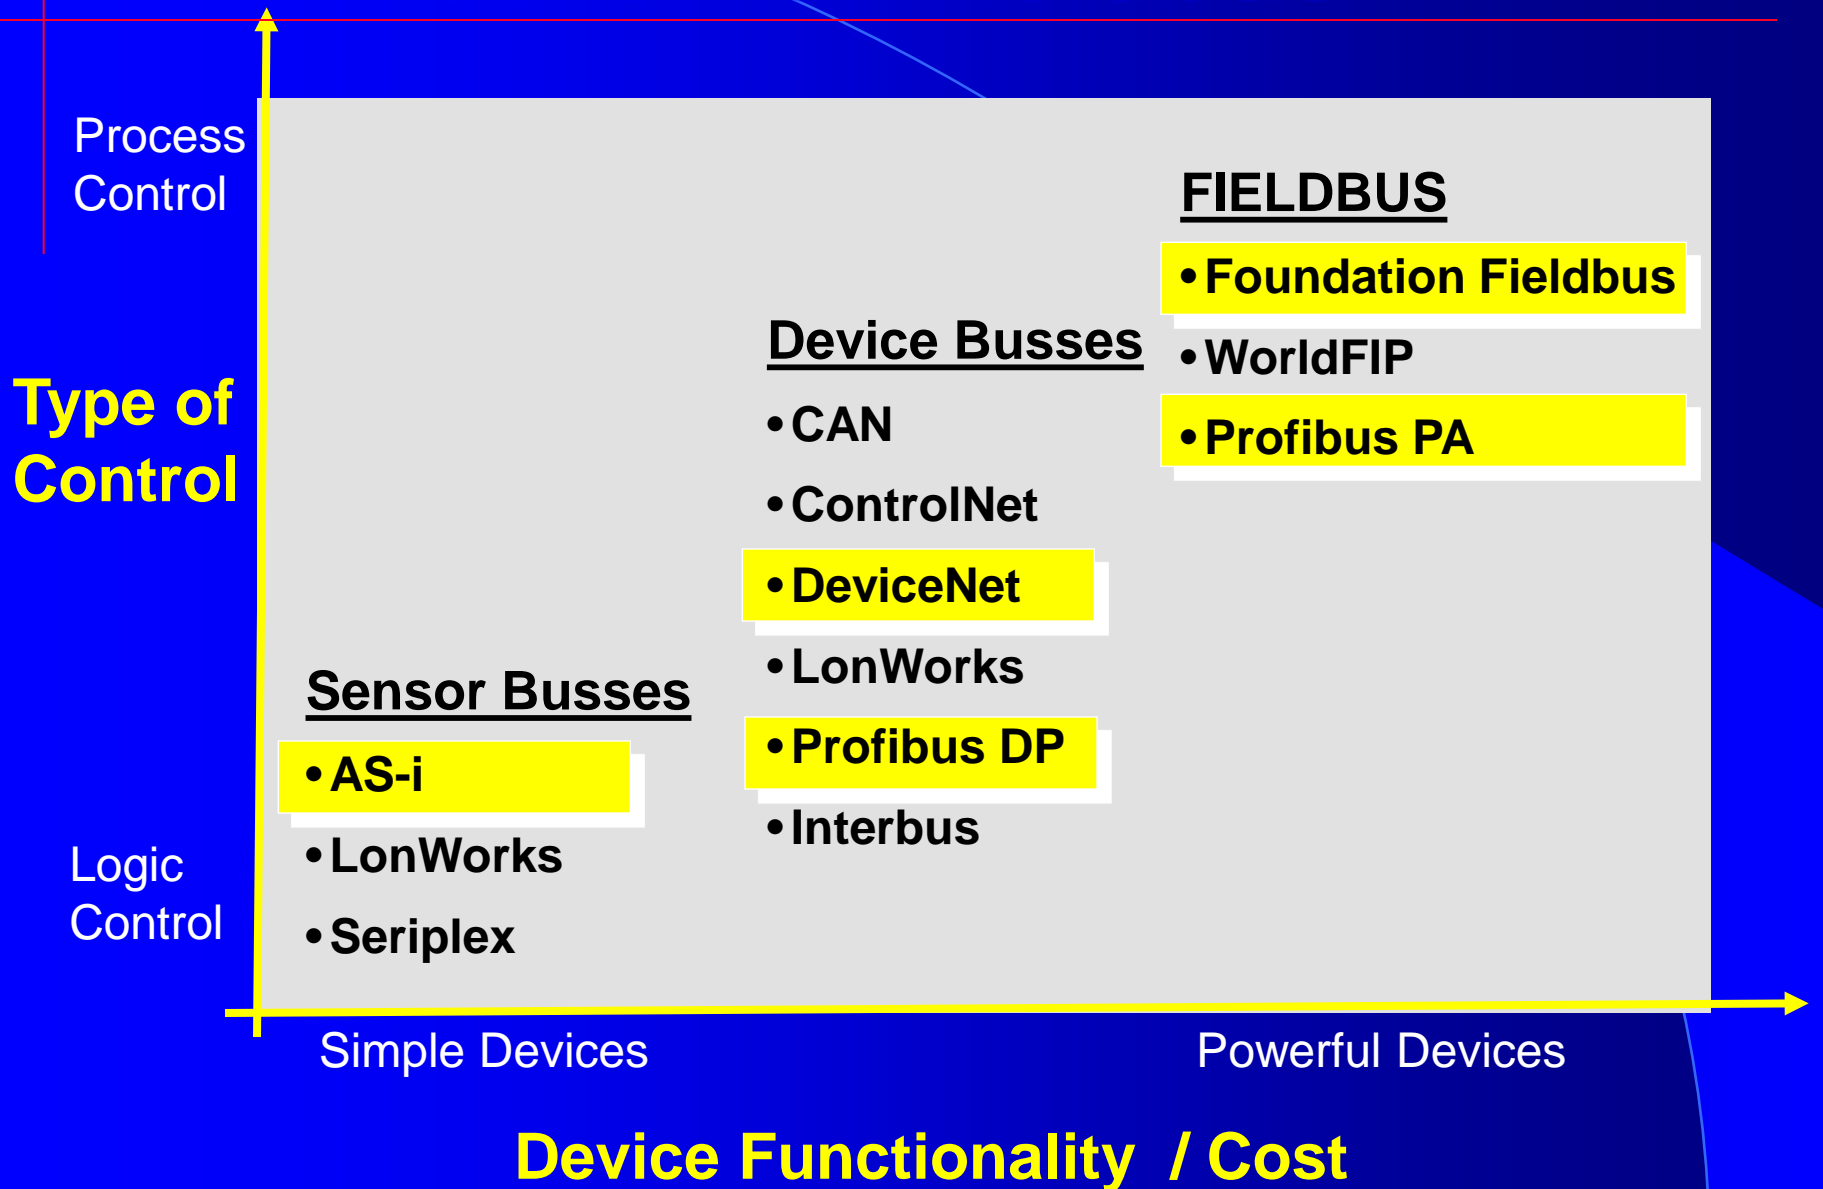 Process
Control
Type of
Control
Logic
Control
FIELDBUS
•Foundation Fieldbus
•WorldFIP
•Profibus PA
Device Busses
•CAN
•ControlNet
•DeviceNet
•LonWorks
•Profibus DP
•Interbus
Sensor Busses
•AS-i
•LonWorks
•Seriplex
Simple Devices
Powerful Devices
Device Functionality / Cost